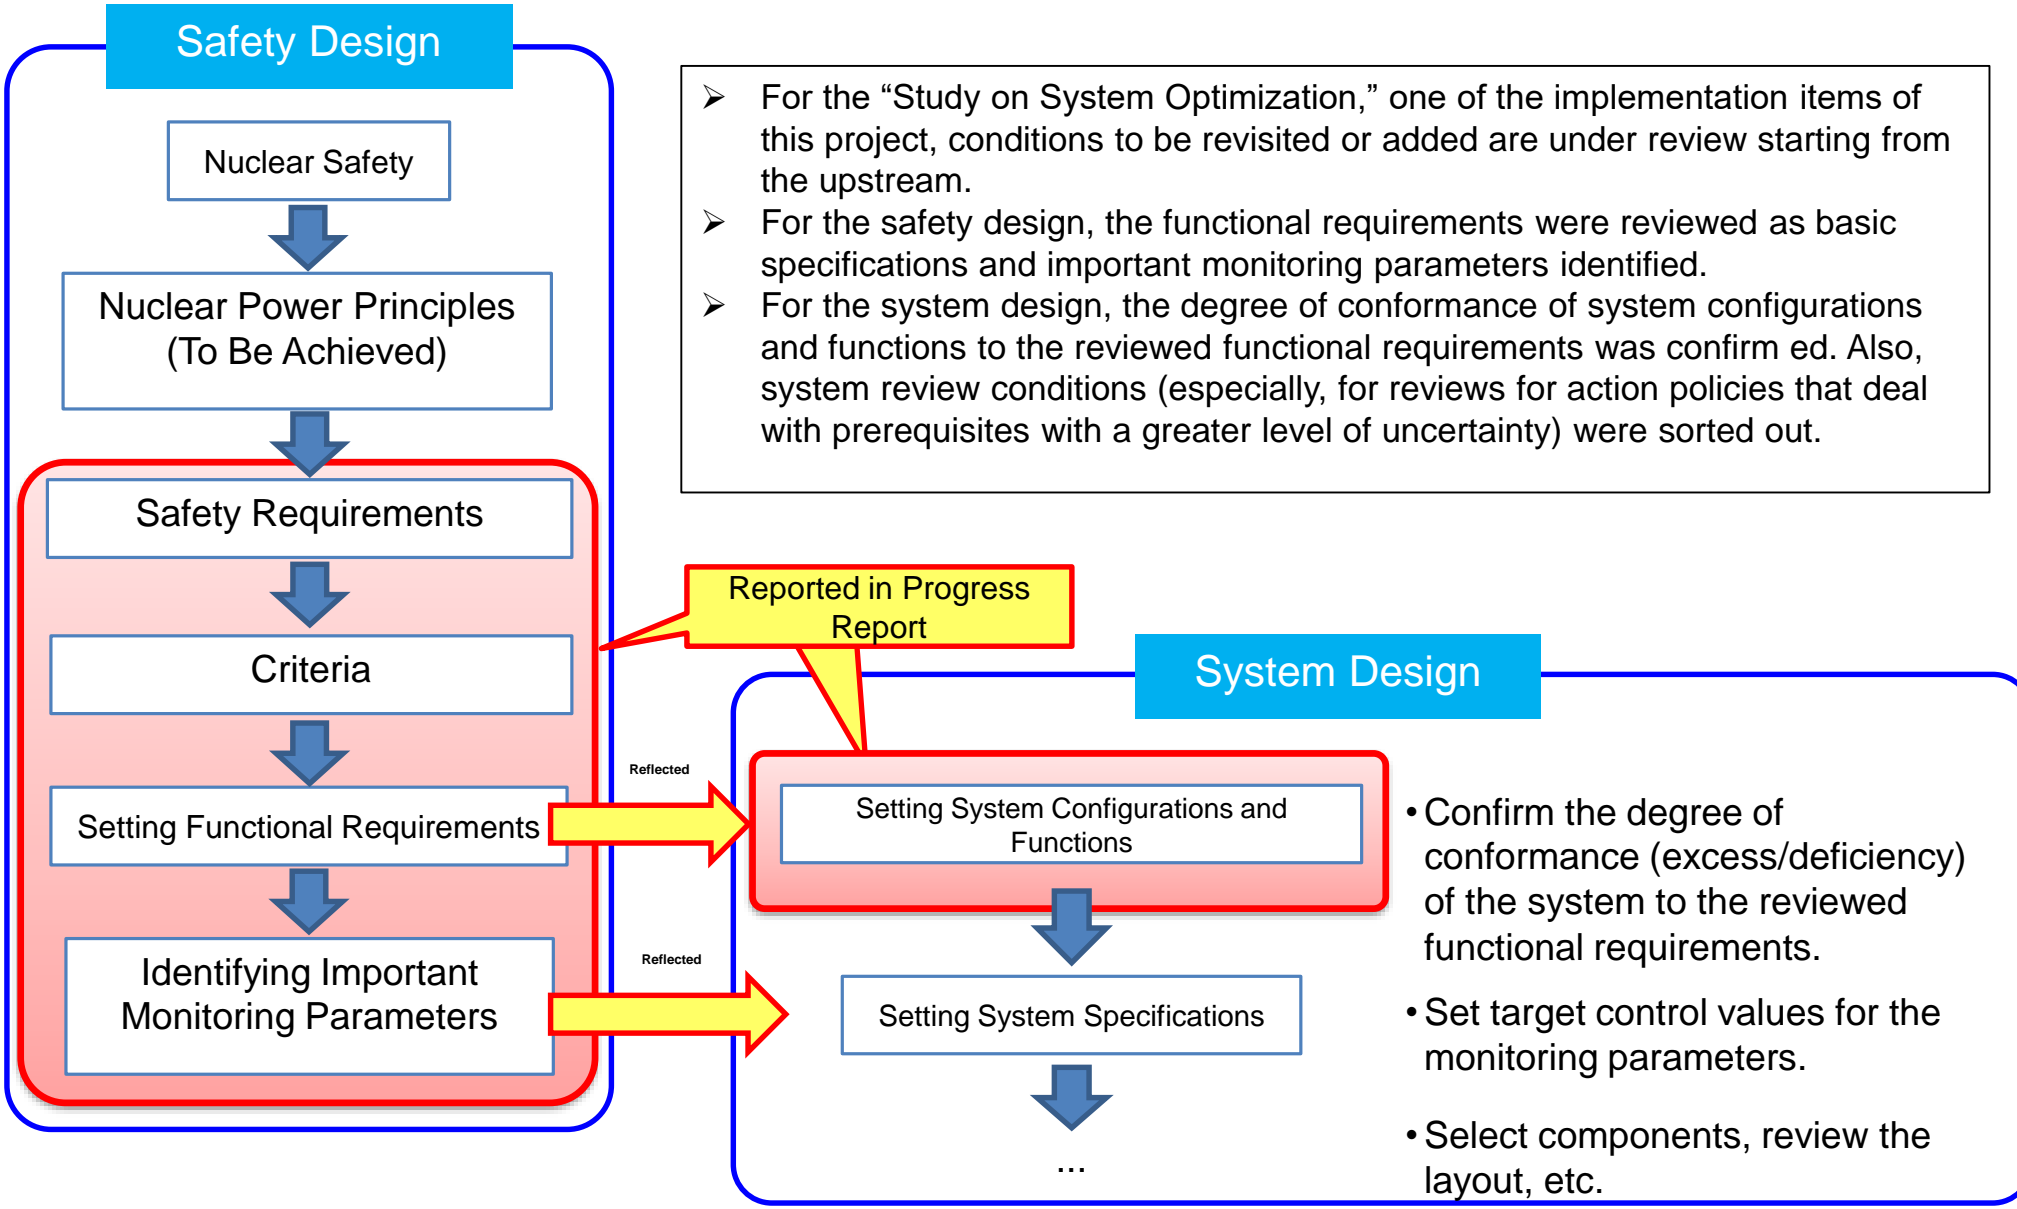 Safety Design
Nuclear Safety
Nuclear Power Principles
(To Be Achieved)
Safety Requirements
Criteria
Setting Functional Requirements
Identifying Important
Monitoring Parameters
➢ For the “Study on System Optimization,” one of the implementation items of
this project, conditions to be revisited or added are under review starting from
the upstream.
➢ For the safety design, the functional requirements were reviewed as basic
specifications and important monitoring parameters identified.
➢ For the system design, the degree of conformance of system configurations
and functions to the reviewed functional requirements was confirm ed. Also,
system review conditions (especially, for reviews for action policies that deal
with prerequisites with a greater level of uncertainty) were sorted out.
Reported in Progress
Report
Reflected
Reflected
System Design
Setting System Configurations and
Functions
Setting System Specifications
...
• Confirm the degree of
conformance (excess/deficiency)
of the system to the reviewed
functional requirements.
• Set target control values for the
monitoring parameters.
• Select components, review the
layout, etc.